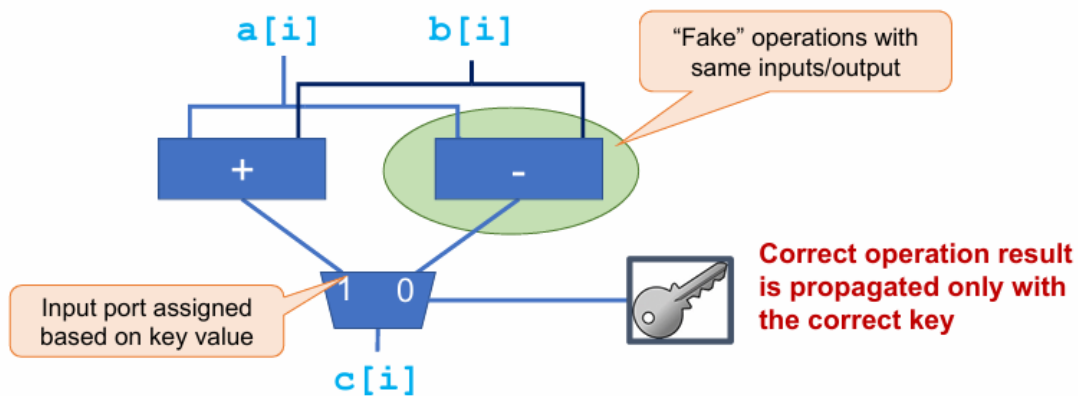 a[i]
b[i]
“Fake” operations with
same inputs/output
+
-
1
0
Input port assigned
based on key value
Correct operation result
is propagated only with
the correct key
c[i]